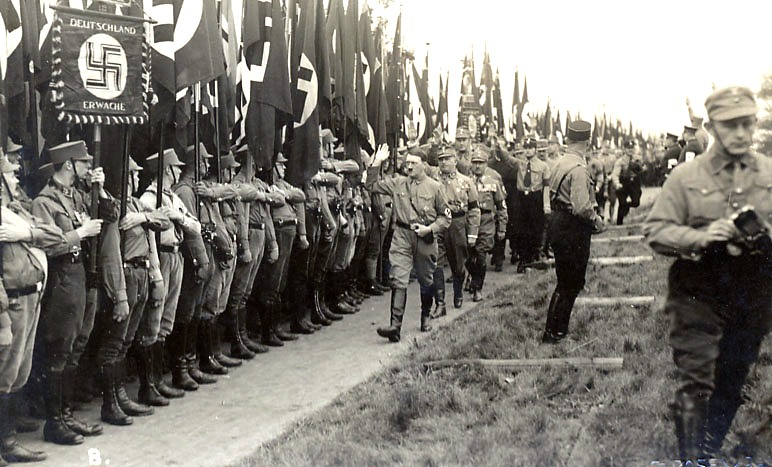 DEUTSCHLAND
ERWACHE
B.